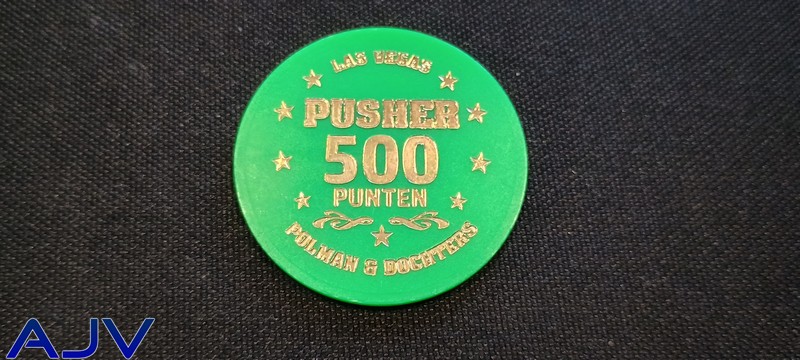 LAS VEGAS
PUSHER
500
PUNTEN
POLMAN & DOCHTERS
AJV